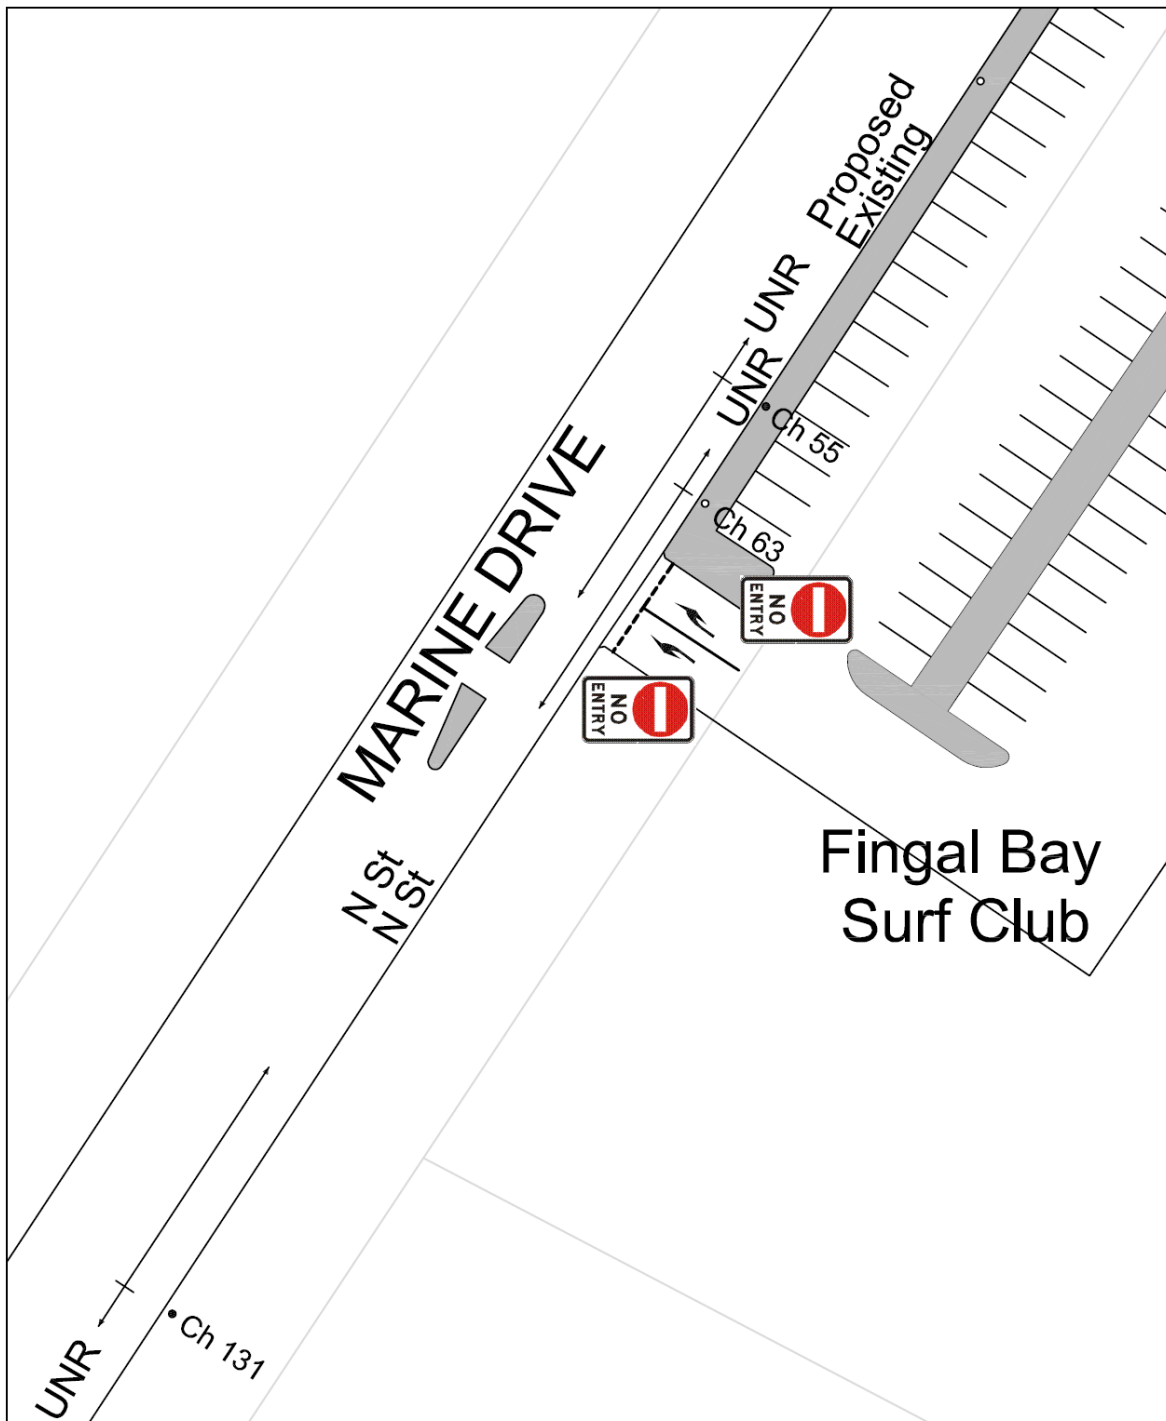 Proposed
Existing
UNR
UNR
Ch 55
MARINE DRIVE
Ch 63
NO
ENTRY
NO
ENTRY
Fingal Bay
Surf Club
N St
N St
Ch 131
UNR